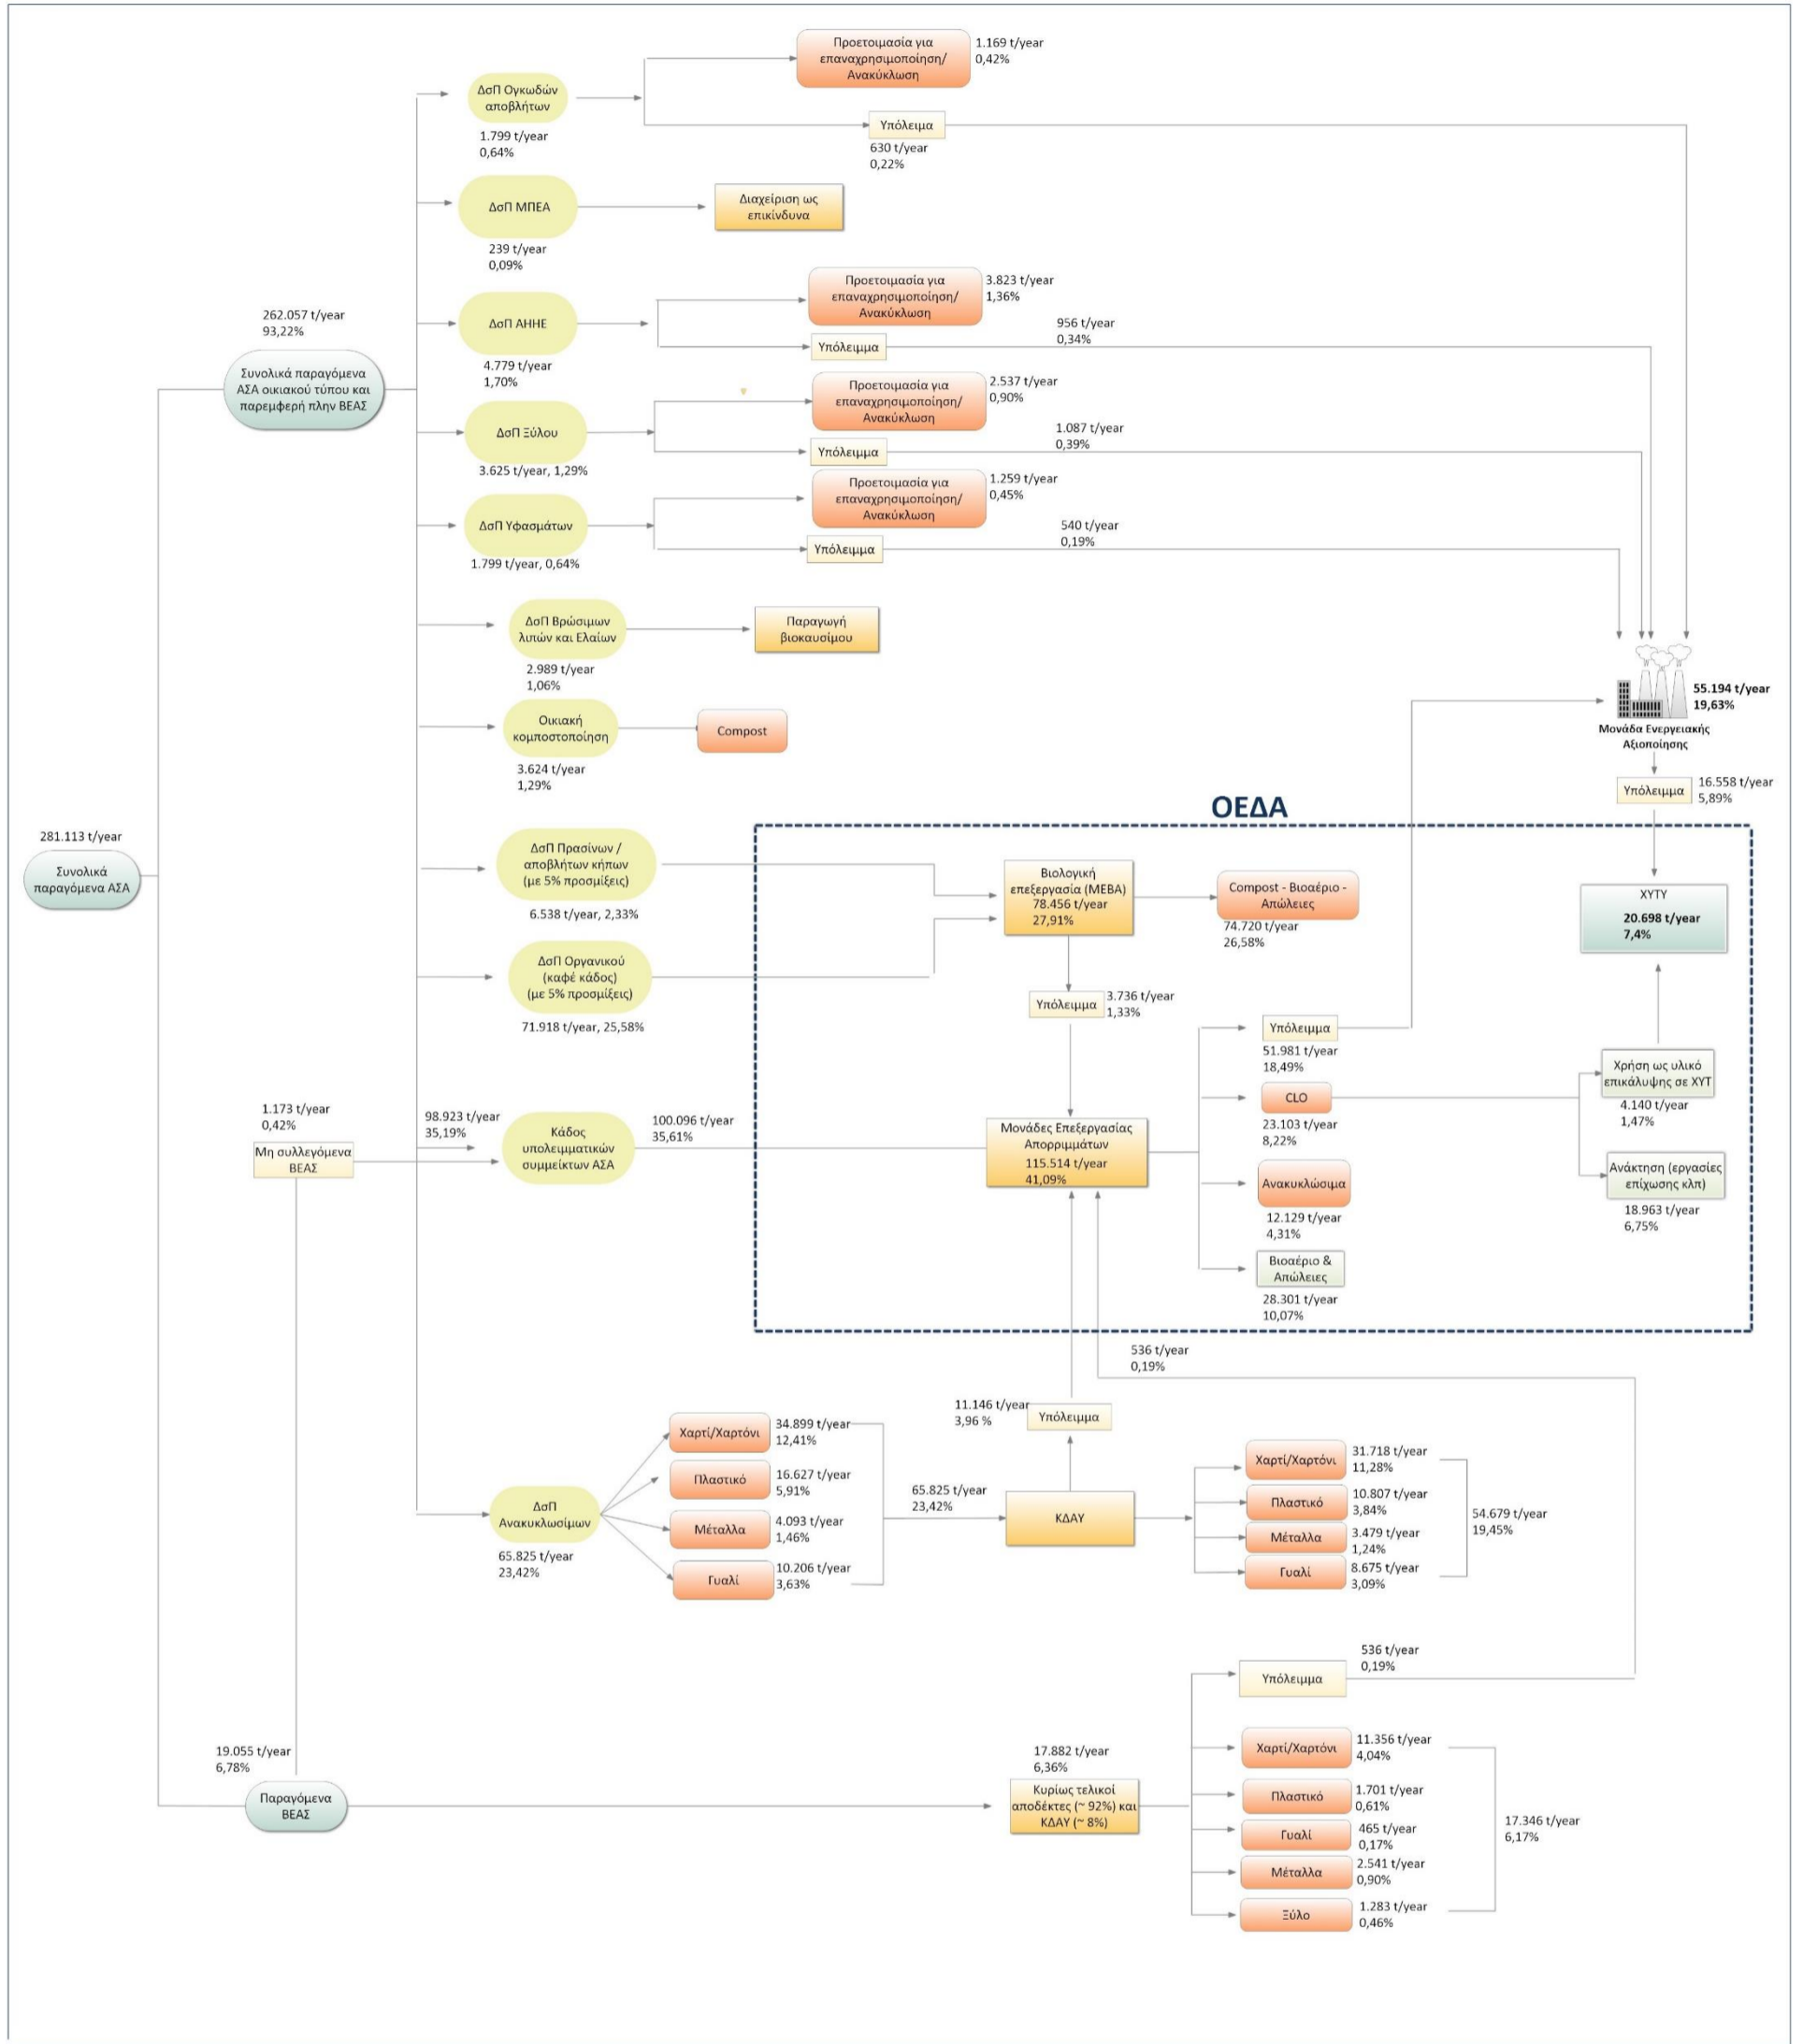 Προετοιμασία για
επαναχρησιμοποίηση/
Ανακύκλωση
1.169 t/year
0,42%
ΔσΠ Ογκωδών
αποβλήτων
1.799 t/year
0,64%
Υπόλειμα
630 t/year
0,22%
ΔσΠ ΜΠΕΑ
239 t/year
0,09%
Διαχείριση ως
επικίνδυνα
262.057 t/year
93,22%
Συνολικά παραγόμενα
ΑΣΑ οικιακού τύπου και
παρεμφερή πλην ΒΕΑΣ
ΔσΠ ΑΗΗΕ
4.779 t/year
1,70%
Προετοιμασία για
επαναχρησιμοποίηση/
Ανακύκλωση
3.823 t/year
1,36%
Υπόλειμμα
956 t/year
0,34%
ΔσΠ Ξύλου
3.625 t/year, 1,29%
Προετοιμασία για
επαναχρησιμοποίηση/
Ανακύκλωση
2.537 t/year
0,90%
Υπόλειμμα
1.087 t/year
0,39%
ΔσΠ Υφασμάτων
1.799 t/year, 0,64%
Προετοιμασία για
επαναχρησιμοποίηση/
Ανακύκλωση
1.259 t/year
0,45%
Υπόλειμμα
540 t/year
0,19%
ΔσΠ Βρώσιμων
λιπών και Ελαίων
2.989 t/year
1,06%
Παραγωγή
βιοκαυσίμου
Οικιακή
κομποστοποίηση
3.624 t/year
1,29%
Compost
55.194 t/year
19,63%
Μονάδα Ενεργειακής
Αξιοποίησης
Υπόλειμμα
16.558 t/year
5,89%
281.113 t/year
Συνολικά
παραγόμενα ΑΣΑ
ΟΕΔΑ
ΔσΠ Πρασίνων /
αποβλήτων κήπων
(με 5% προσμίξεις)
6.538 t/year, 2,33%
Βιολογική
επεξεργασία (ΜΕΒΑ)
78.456 t/year
27,91%
Compost - Βιοαέριο -
Απώλειες
74.720 t/year
26,58%
ΧΥΤΥ
20.698 t/year
7,4%
ΔσΠ Οργανικού
(καφέ κάδος)
(με 5% προσμίξεις)
71.918 t/year, 25,58%
Υπόλειμμα
3.736 t/year
1,33%
Υπόλειμμα
51.981 t/year
18,49%
CLO
23.103 t/year
8,22%
Χρήση ως υλικό
επικάλυψης σε ΧΥΤ
4.140 t/year
1,47%
1.173 t/year
0,42%
Μη συλλεγόμενα
ΒΕΑΣ
98.923 t/year
35,19%
Κάδος
υπολειμματικών
συμμείκτων ΑΣΑ
100.096 t/year
35,61%
Μονάδες Επεξεργασίας
Απορριμμάτων
115.514 t/year
41,09%
Ανακυκλώσιμα
12.129 t/year
4,31%
Ανάκτηση (εργασίες
επίχωσης κλπ)
18.963 t/year
6,75%
Βιοαέριο &
Απώλειες
28.301 t/year
10,07%
536 t/year
0,19%
11.146 t/year
3,96 %
Υπόλειμμα
ΔσΠ
Ανακυκλωσίμων
65.825 t/year
23,42%
Χαρτί/Χαρτόνι
34.899 t/year
12,41%
Πλαστικό
16.627 t/year
5,91%
Μέταλλα
4.093 t/year
1,46%
Γυαλί
10.206 t/year
3,63%
65.825 t/year
23,42%
ΚΔΑΥ
Χαρτί/Χαρτόνι
31.718 t/year
11,28%
Πλαστικό
10.807 t/year
3,84%
Μέταλλα
3.479 t/year
1,24%
Γυαλί
8.675 t/year
3,09%
54.679 t/year
19,45%
19.055 t/year
6,78%
Παραγόμενα
ΒΕΑΣ
17.882 t/year
6,36%
Κυρίως τελικοί
αποδέκτες (~ 92%) και
ΚΔΑΥ (~ 8%)
Υπόλειμμα
536 t/year
0,19%
Χαρτί/Χαρτόνι
11.356 t/year
4,04%
Πλαστικό
1.701 t/year
0,61%
Γυαλί
465 t/year
0,17%
Μέταλλα
2.541 t/year
0,90%
Ξύλο
1.283 t/year
0,46%
17.346 t/year
6,17%